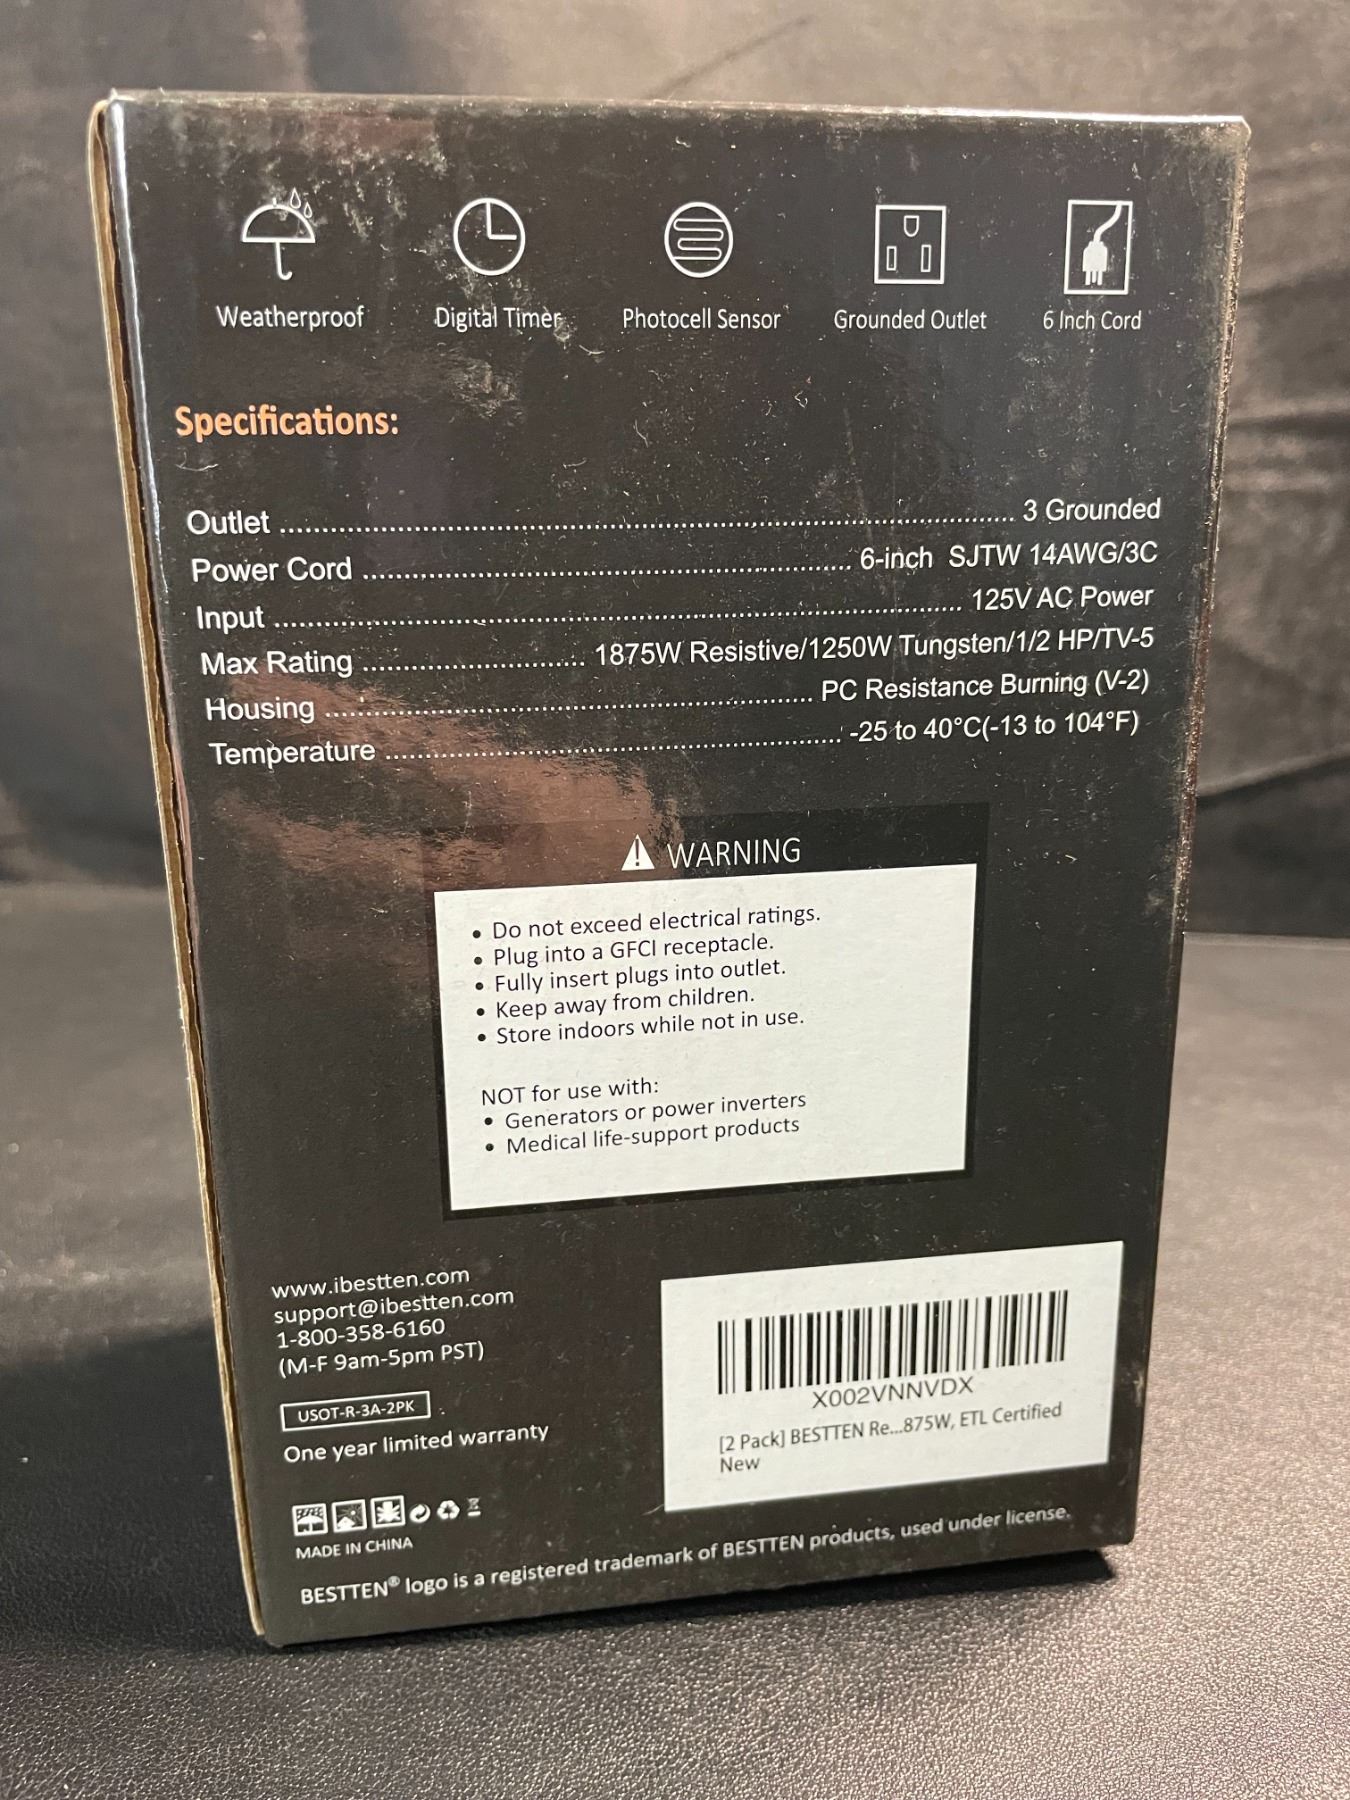 Weatherproof Digital Timer Photocell Sensor Grounded Outlet 6 Inch Cord
Specifications:
Outlet ........ 3 Grounded
Power Cord ........ 6-inch SJTW 14AWG/3C
Input ........ 125V AC Power
Max Rating ........ 1875W Resistive/1250W Tungsten/1/2 HP/TV-5
Housing ........ PC Resistance Burning (V-2)
Temperature ........ -25 to 40°C(-13 to 104°F)
WARNING
• Do not exceed electrical ratings.
• Plug into a GFCI receptacle.
• Fully insert plugs into outlet.
• Keep away from children.
• Store indoors while not in use.
NOT for use with:
• Generators or power inverters
• Medical life-support products
www.ibestten.com
support@ibestten.com
1-800-358-6160
(M-F 9am-5pm PST)
USOT-R-3A-2PK
One year limited warranty
X002VNNVDX
[2 Pack] BESTTEN Re...875W, ETL Certified
New
MADE IN CHINA
BESTTEN® logo is a registered trademark of BESTTEN products, used under license.